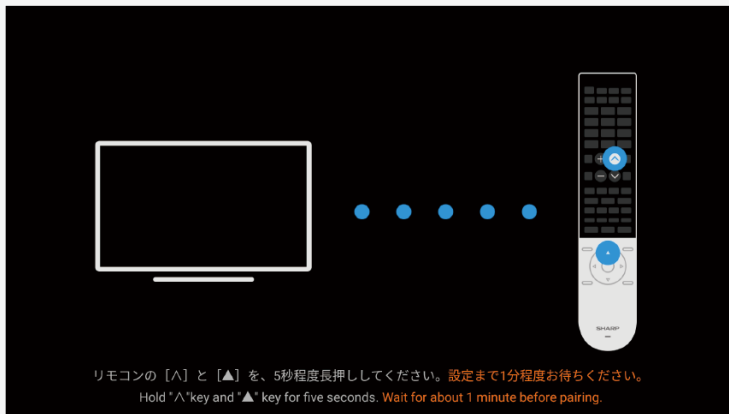 SHARP
リモコンの［∧］と［▲］を、5秒程度長押ししてください。設定まで1分程度お待ちください。
Hold "∧"key and "▲" key for five seconds. Wait for about 1 minute before pairing.